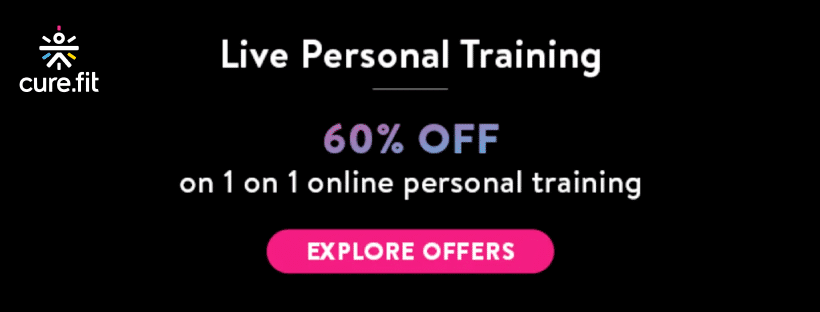 cure.fit
Live Personal Training
60% OFF
on 1 on 1 online personal training
EXPLORE OFFERS